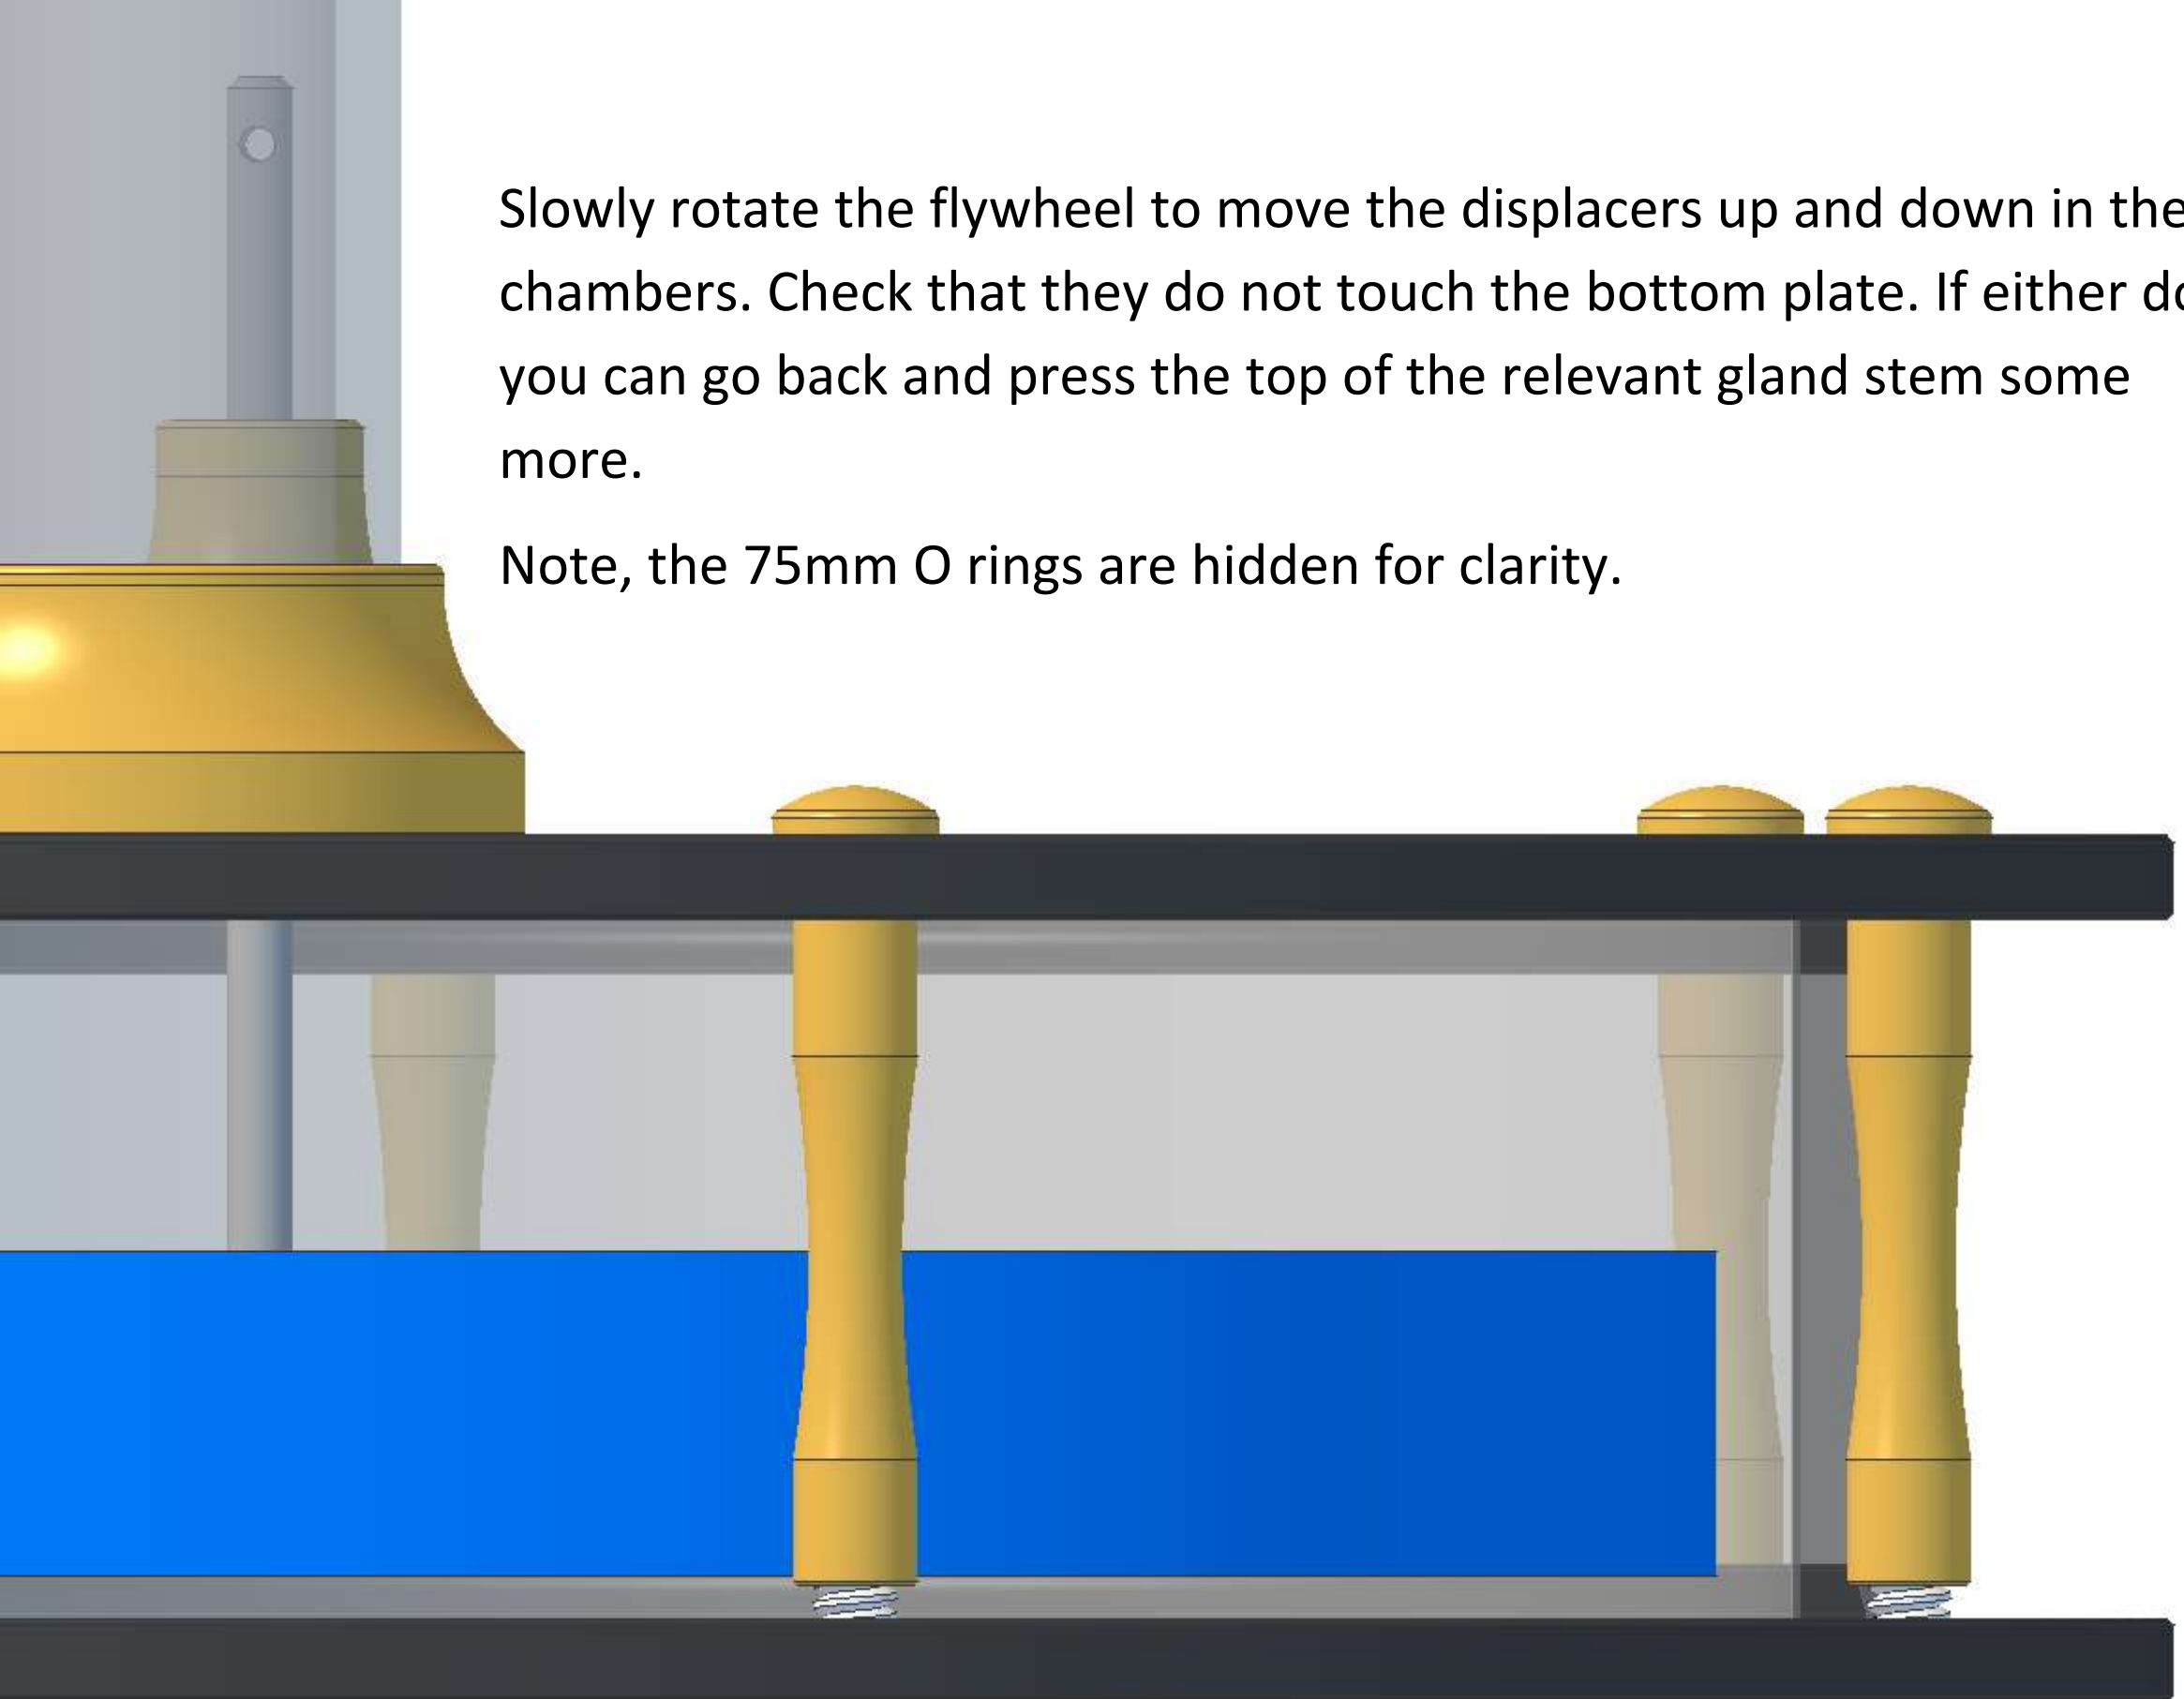 Slowly rotate the flywheel to move the displacers up and down in the
chambers. Check that they do not touch the bottom plate. If either
you can go back and press the top of the relevant gland stem some
more.
Note, the 75mm O rings are hidden for clarity.